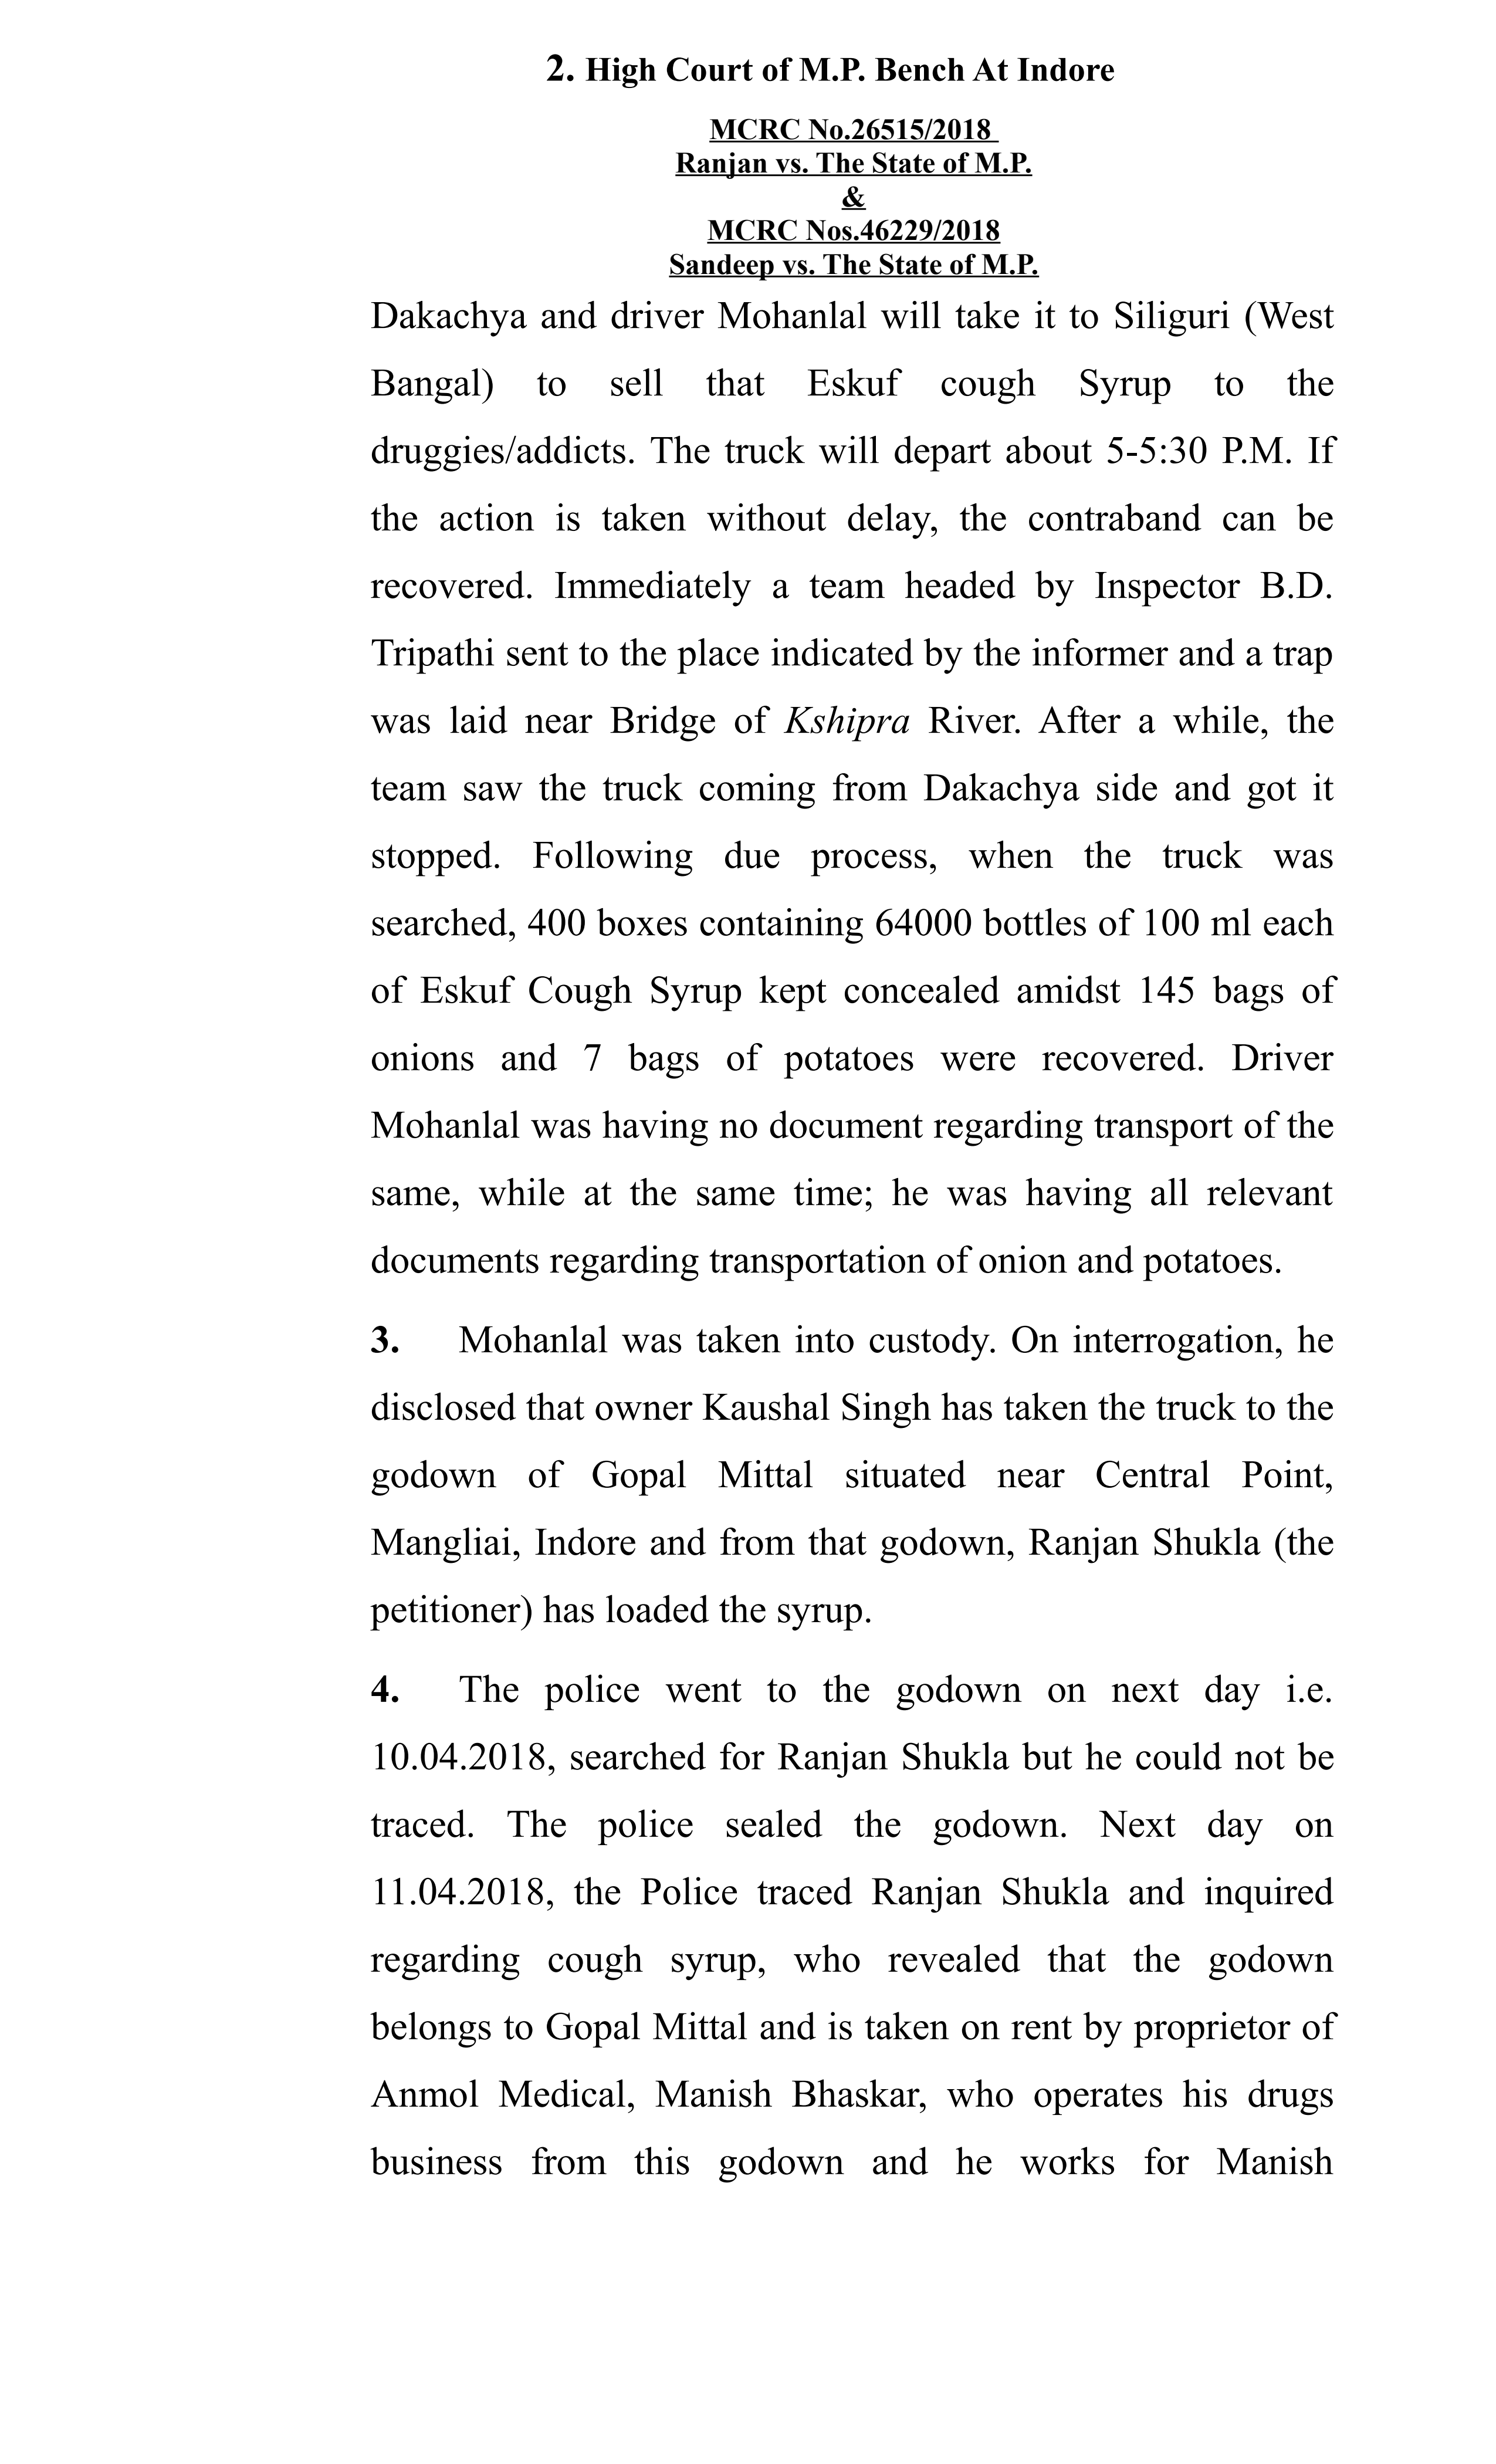 2. High Court of M.P. Bench At Indore
MCRC No.26515/2018
Ranjan vs. The State of M.P.
&
MCRC Nos.46229/2018
Sandeep vs. The State of M.P.
Dakachya and driver Mohanlal will take it to Siliguri (West
Bangal) to sell that Eskuf cough Syrup to the
druggies/addicts. The truck will depart about 5-5:30 P.M. If
the action is taken without delay, the contraband can be
recovered. Immediately a team headed by Inspector B.D.
Tripathi sent to the place indicated by the informer and a trap
was laid near Bridge of Kshipra River. After a while, the
team saw the truck coming from Dakachya side and got it
stopped. Following due process, when the truck was
searched, 400 boxes containing 64000 bottles of 100 ml each
of Eskuf Cough Syrup kept concealed amidst 145 bags of
onions and 7 bags of potatoes were recovered. Driver
Mohanlal was having no document regarding transport of the
same, while at the same time; he was having all relevant
documents regarding transportation of onion and potatoes.
3. Mohanlal was taken into custody. On interrogation, he
disclosed that owner Kaushal Singh has taken the truck to the
godown of Gopal Mittal situated near Central Point,
Mangliai, Indore and from that godown, Ranjan Shukla (the
petitioner) has loaded the syrup.
4. The police went to the godown on next day i.e.
10.04.2018, searched for Ranjan Shukla but he could not be
traced. The police sealed the godown. Next day on
11.04.2018, the Police traced Ranjan Shukla and inquired
regarding cough syrup, who revealed that the godown
belongs to Gopal Mittal and is taken on rent by proprietor of
Anmol Medical, Manish Bhaskar, who operates his drugs
business from this godown and he works for Manish